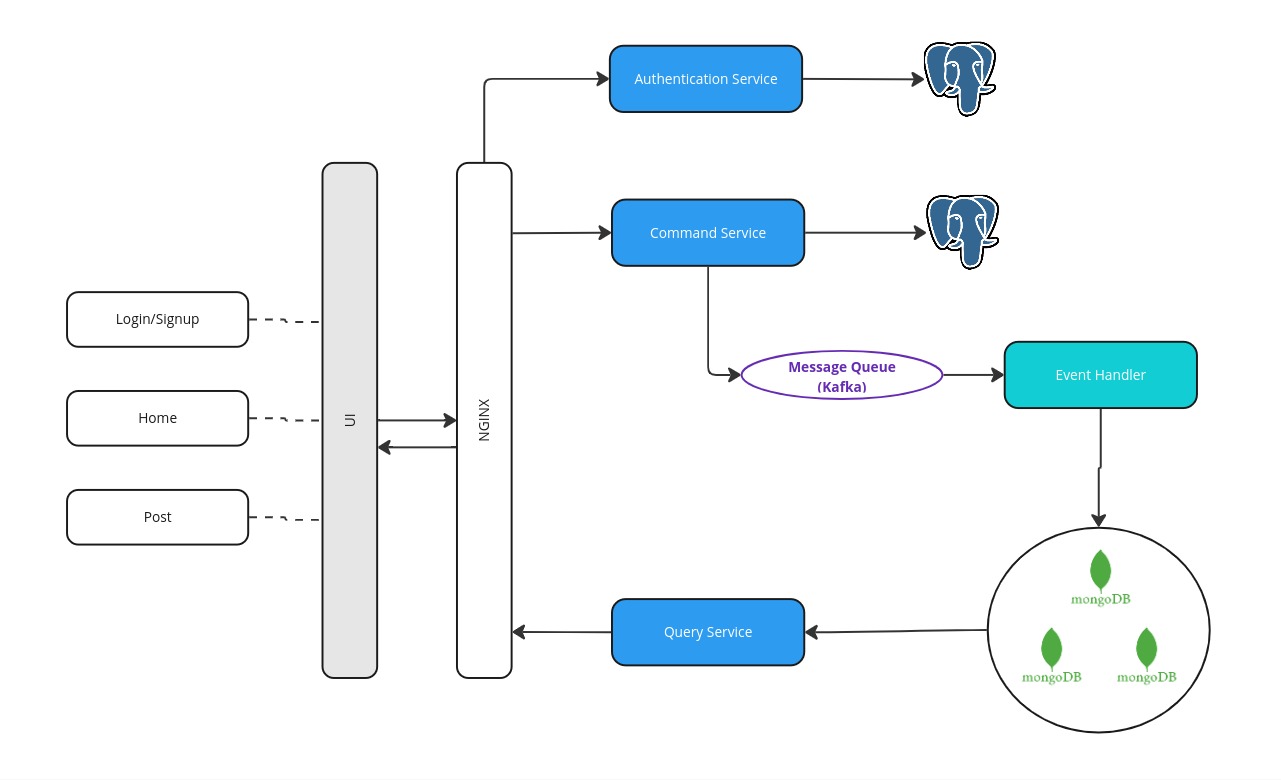 Authentication Service
Command Service
Login/Signup
Home
Post
UI
NGINX
Message Queue
(Kafka)
Event Handler
Query Service
mongoDB
mongoDB
mongoDB